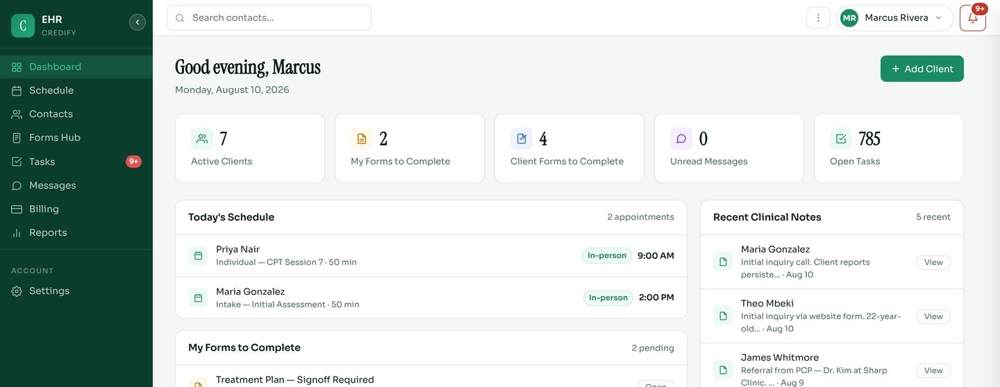 C
EHR
CREDIFY
Search contacts...
MR
Marcus Rivera
9+
Dashboard
Schedule
Contacts
Forms Hub
Tasks
9+
Messages
Billing
Reports
ACCOUNT
Settings
Good evening, Marcus
Monday, August 10, 2026
+ Add Client
7
Active Clients
2
My Forms to Complete
4
Client Forms to Complete
0
Unread Messages
785
Open Tasks
Today's Schedule
2 appointments
Priya Nair
Individual — CPT Session 7 · 50 min
In-person
9:00 AM
Maria Gonzalez
Intake — Initial Assessment · 50 min
In-person
2:00 PM
My Forms to Complete
2 pending
Treatment Plan — Signoff Required
Open
Recent Clinical Notes
5 recent
Maria Gonzalez
Initial inquiry call. Client reports
persiste... · Aug 10
View
Theo Mbeki
Initial inquiry via website form. 22-year-
old... · Aug 10
View
James Whitmore
Referral from PCP — Dr. Kim at Sharp
Clinic. ... · Aug 9
View